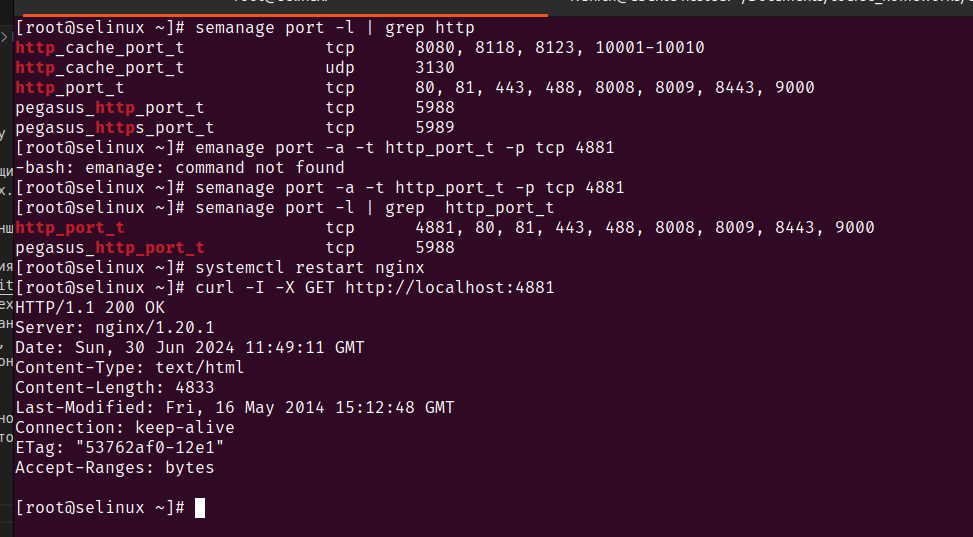 [root@selinux ~]# semanage port -l | grep http
http_cache_port_t              tcp      8080, 8118, 8123, 10001-10010
http_cache_port_t              udp      3130
http_port_t                    tcp      80, 81, 443, 488, 8008, 8009, 8443, 9000
pegasus_http_port_t            tcp      5988
pegasus_https_port_t           tcp      5989
[root@selinux ~]# emanage port -a -t http_port_t -p tcp 4881
-bash: emanage: command not found
[root@selinux ~]# semanage port -a -t http_port_t -p tcp 4881
[root@selinux ~]# semanage port -l | grep  http_port_t
http_port_t                    tcp      4881, 80, 81, 443, 488, 8008, 8009, 8443, 9000
pegasus_http_port_t            tcp      5988
[root@selinux ~]# systemctl restart nginx
[root@selinux ~]# curl -I -X GET http://localhost:4881
HTTP/1.1 200 OK
Server: nginx/1.20.1
Date: Sun, 30 Jun 2024 11:49:11 GMT
Content-Type: text/html
Content-Length: 4833
Last-Modified: Fri, 16 May 2014 15:12:48 GMT
Connection: keep-alive
ETag: "53762af0-12e1"
Accept-Ranges: bytes
[root@selinux ~]#